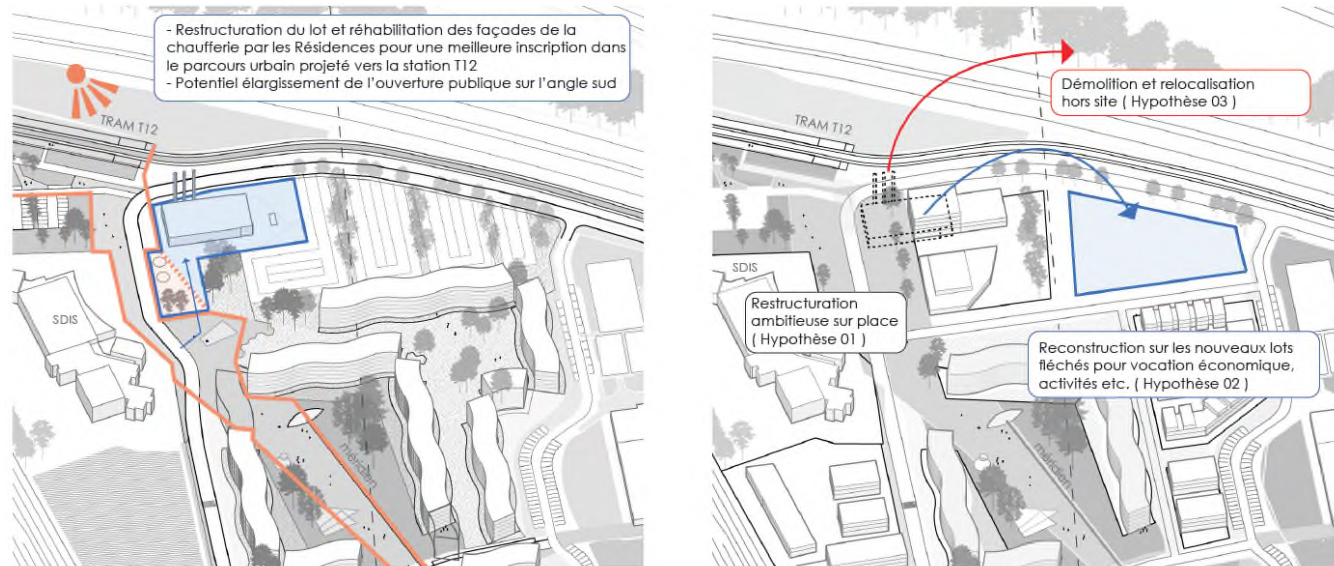 - Restructuration du lot et réhabilitation des façades de la
chaufferie par les Résidences pour une meilleure inscription dans
le parcours urbain projeté vers la station T12
- Potentiel élargissement de l'ouverture publique sur l'angle sud
TRAM T12
SDIS
méridien
Démolition et relocalisation
hors site ( Hypothèse 03 )
TRAM T12
SDIS
Restructuration
ambitieuse sur place
( Hypothèse 01 )
Reconstruction sur les nouveaux lots
fléchés pour vocation économique,
activités etc. ( Hypothèse 02 )
méridien